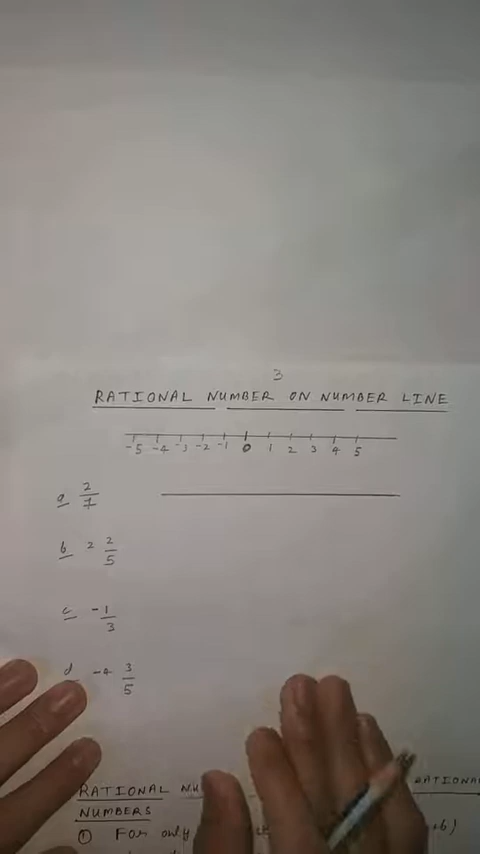 3
RATIONAL NUMBER ON NUMBER LINE
-5 -4 -3 -2 -1 0 1 2 3 4 5
a 2/7
b 2 2/5
c -1/3
d -4 3/5
RATIONAL
NUMBERS
① For only